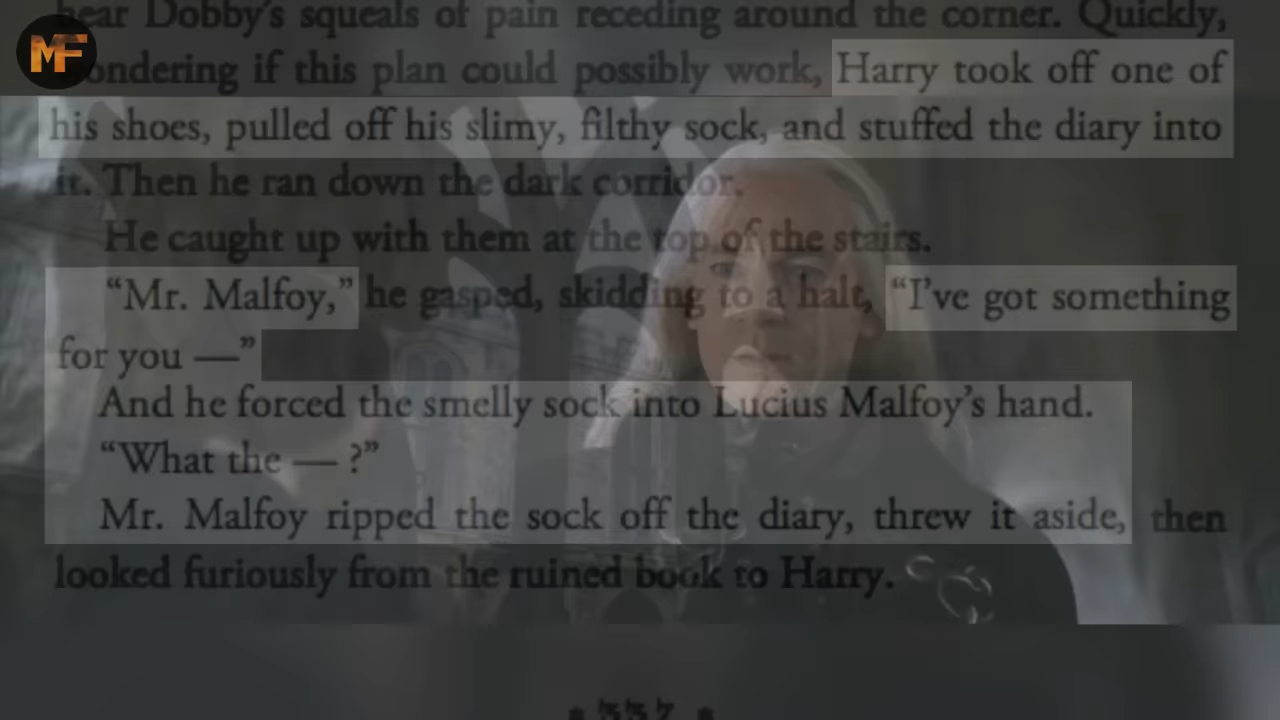 MF
hear Dobby's squeals of pain receding around the corner. Quickly,
wondering if this plan could possibly work, Harry took off one of
his shoes, pulled off his slimy, filthy sock, and stuffed the diary into
it. Then he ran down the dark corridor.
He caught up with them at the top of the stairs.
“Mr. Malfoy,” he gasped, skidding to a halt, “I've got something
for you —”
And he forced the smelly sock into Lucius Malfoy's hand.
“What the — ?”
Mr. Malfoy ripped the sock off the diary, threw it aside, then
looked furiously from the ruined book to Harry.